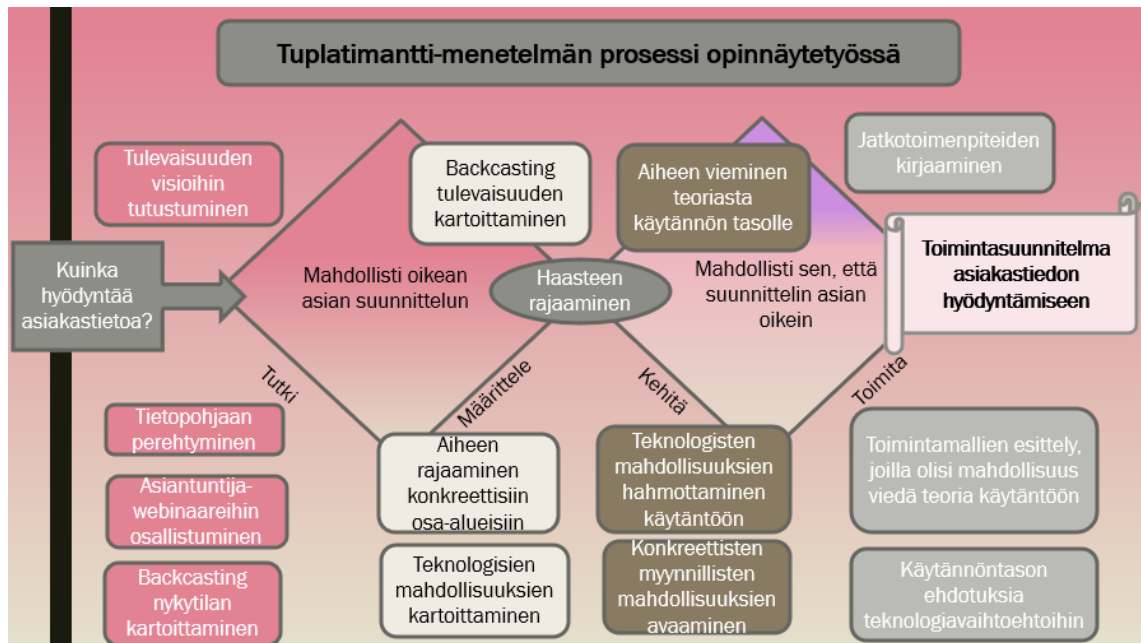 Tuplatimantti-menetelmän prosessi opinnäytetyössä
Tulevaisuuden
visioihin
tutustuminen
Backcasting
tulevaisuuden
kartoittaminen
Aiheen vieminen
teoriasta
käytännön tasolle
Jatkotoimenpiteiden
kirjaaminen
Kuinka
hyödyntää
asiakastietoa?
Mahdollisti oikean
asian suunnittelun
Haasteen
rajaaminen
Mahdollisti sen, että
suunnittelin asian
oikein
Toimintasuunnitelma
asiakastiedon
hyödyntämiseen
Tutki
Määrittele
Kehitä
Toimita
Tietopohjaan
perehtyminen
Asiantuntija-
webinaareihin
osallistuminen
Backcasting
nykytilan
kartoittaminen
Aiheen
rajaaminen
konkreettisiin
osa-alueisiin
Teknologisien
mahdollisuuksien
kartoittaminen
Teknologisten
mahdollisuuksien
hahmottaminen
käytäntöön
Konkreettisten
myynnillisten
mahdollisuuksien
avaaminen
Toimintamallien esittely,
joilla olisi mahdollisuus
viedä teoria käytäntöön
Käytännöntason
ehdotuksia
teknologiavaihtoehtoihin